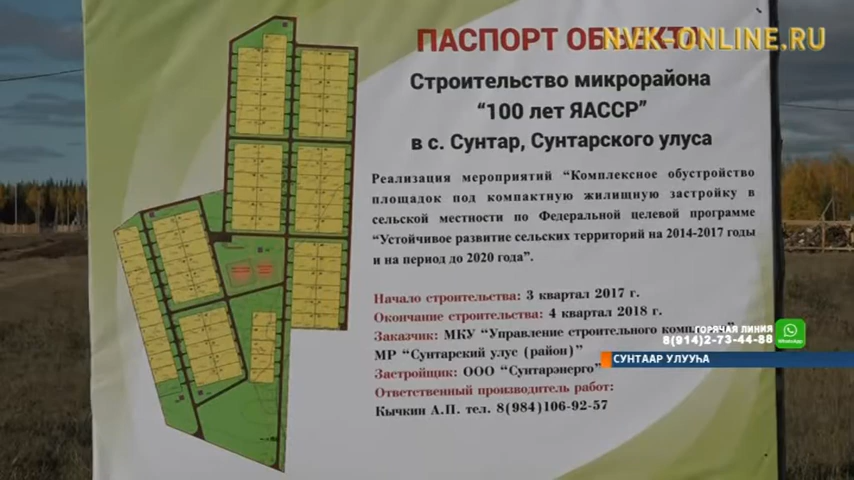 NVK-ONLINE.RU
ПАСПОРТ ОБЪЕКТА
Строительство микрорайона
“100 лет ЯАССР”
в с. Сунтар, Сунтарского улуса
Реализация мероприятий “Комплексное обустройство
площадок под компактную жилищную застройку в
сельской местности по Федеральной целевой программе
“Устойчивое развитие сельских территорий на 2014-2017 годы
и на период до 2020 года”.
Начало строительства: 3 квартал 2017 г.
Окончание строительства: 4 квартал 2018 г.
Заказчик: МКУ “Управление строительного
МР “Сунтарский улус (район)”
Застройщик: ООО “Сунтарэнерго”
Ответственный производитель работ:
Кычкин А.П. тел. 8(984)106-92-57
ГОРЯЧАЯ ЛИНИЯ
8(914)2-73-44-88
WhatsApp
СУНТААР УЛУУҺА